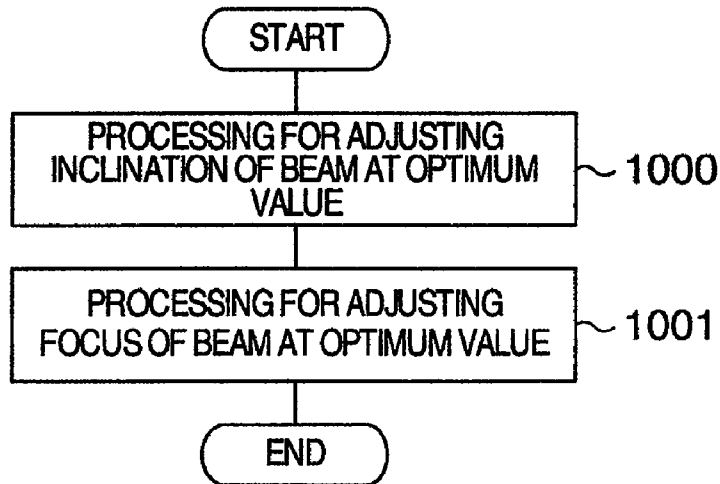 START
PROCESSING FOR ADJUSTING
INCLINATION OF BEAM AT OPTIMUM
VALUE
1000
PROCESSING FOR ADJUSTING
FOCUS OF BEAM AT OPTIMUM VALUE
1001
END